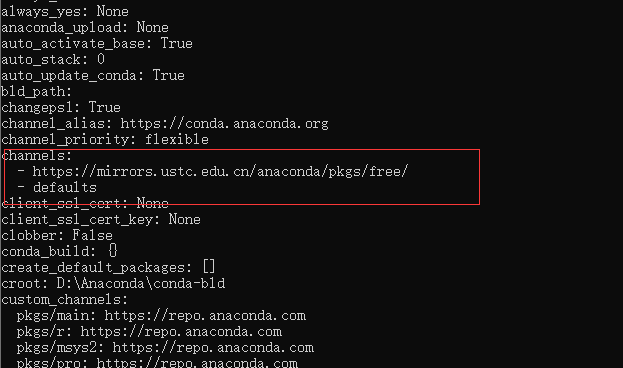 always_yes: None
anaconda_upload: None
auto_activate_base: True
auto_stack: 0
auto_update_conda: True
bld_path:
changeps1: True
channel_alias: https://conda.anaconda.org
channel_priority: flexible
channels:
  - https://mirrors.ustc.edu.cn/anaconda/pkgs/free/
  - defaults
client_ssl_cert: None
client_ssl_cert_key: None
clobber: False
conda_build: {}
create_default_packages: []
croot: D:\Anaconda\conda-bld
custom_channels:
  pkgs/main: https://repo.anaconda.com
  pkgs/r: https://repo.anaconda.com
  pkgs/msys2: https://repo.anaconda.com
  pkgs/pro: https://repo.anaconda.com